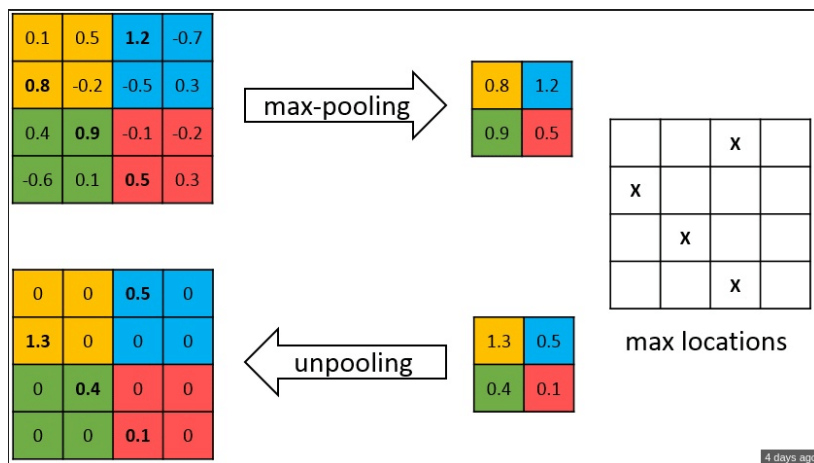 0.1 0.5 1.2 -0.7
0.8 -0.2 -0.5 0.3
0.4 0.9 -0.1 -0.2
-0.6 0.1 0.5 0.3
max-pooling
0.8 1.2
0.9 0.5
X
X
X
X
max locations
0 0 0.5 0
1.3 0 0 0
0 0.4 0 0
0 0 0.1 0
unpooling
1.3 0.5
0.4 0.1
4 days ago